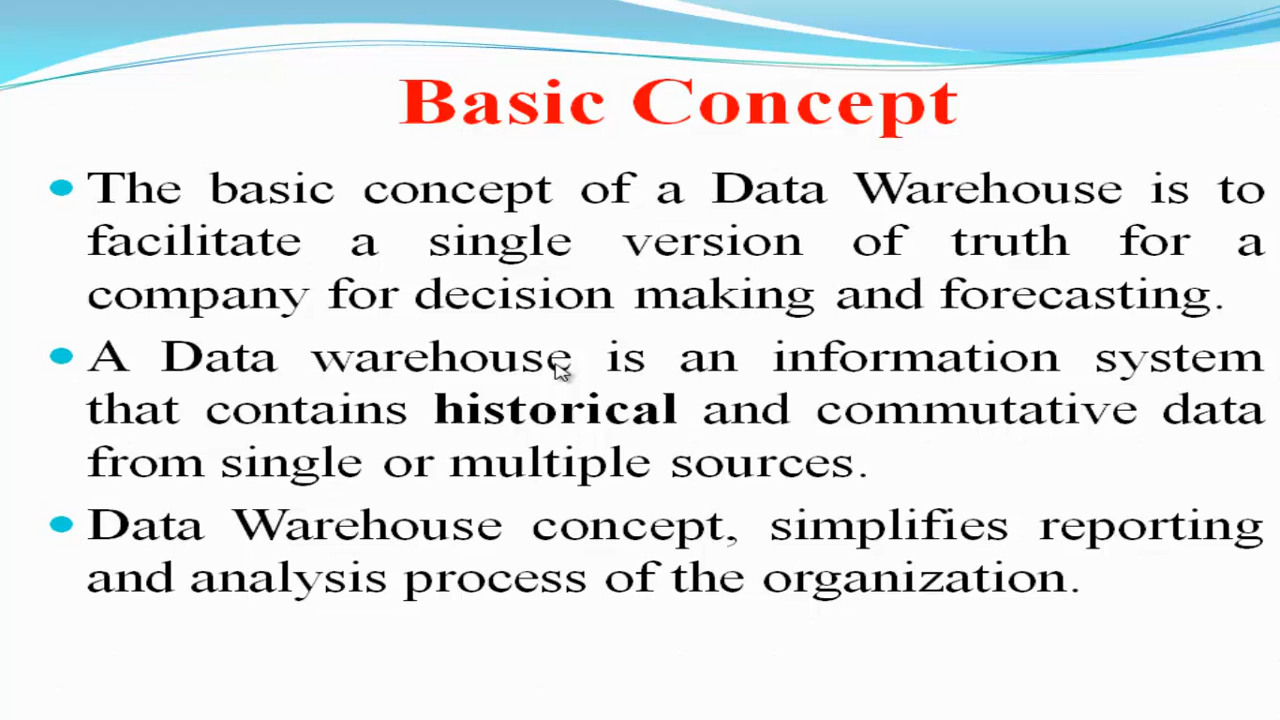 Basic Concept
The basic concept of a Data Warehouse is to
facilitate a single version of truth for a
company for decision making and forecasting.
A Data warehouse is an information system
that contains historical and commutative data
from single or multiple sources.
Data Warehouse concept, simplifies reporting
and analysis process of the organization.